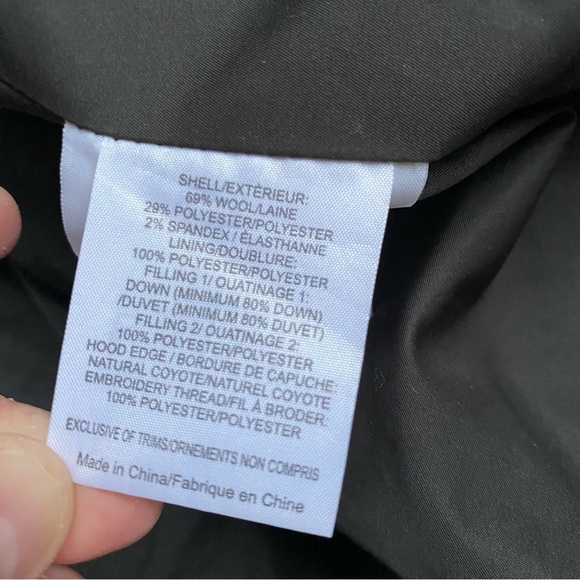 SHELL/EXTÉRIEUR:
69% WOOL/LAINE
29% POLYESTER/POLYESTER
2% SPANDEX / ÉLASTHANNE
LINING/DOUBLURE:
100% POLYESTER/POLYESTER
FILLING 1/ OUATINAGE 1:
DOWN (MINIMUM 80% DOWN)
/DUVET (MINIMUM 80% DUVET)
FILLING 2/ OUATINAGE 2:
100% POLYESTER/POLYESTER
HOOD EDGE / BORDURE DE CAPUCHE:
NATURAL COYOTE/NATUREL COYOTE
EMBROIDERY THREAD/FIL À BRODER:
100% POLYESTER/POLYESTER
EXCLUSIVE OF TRIMS/ORNEMENTS NON COMPRIS
Made in China/Fabrique en Chine